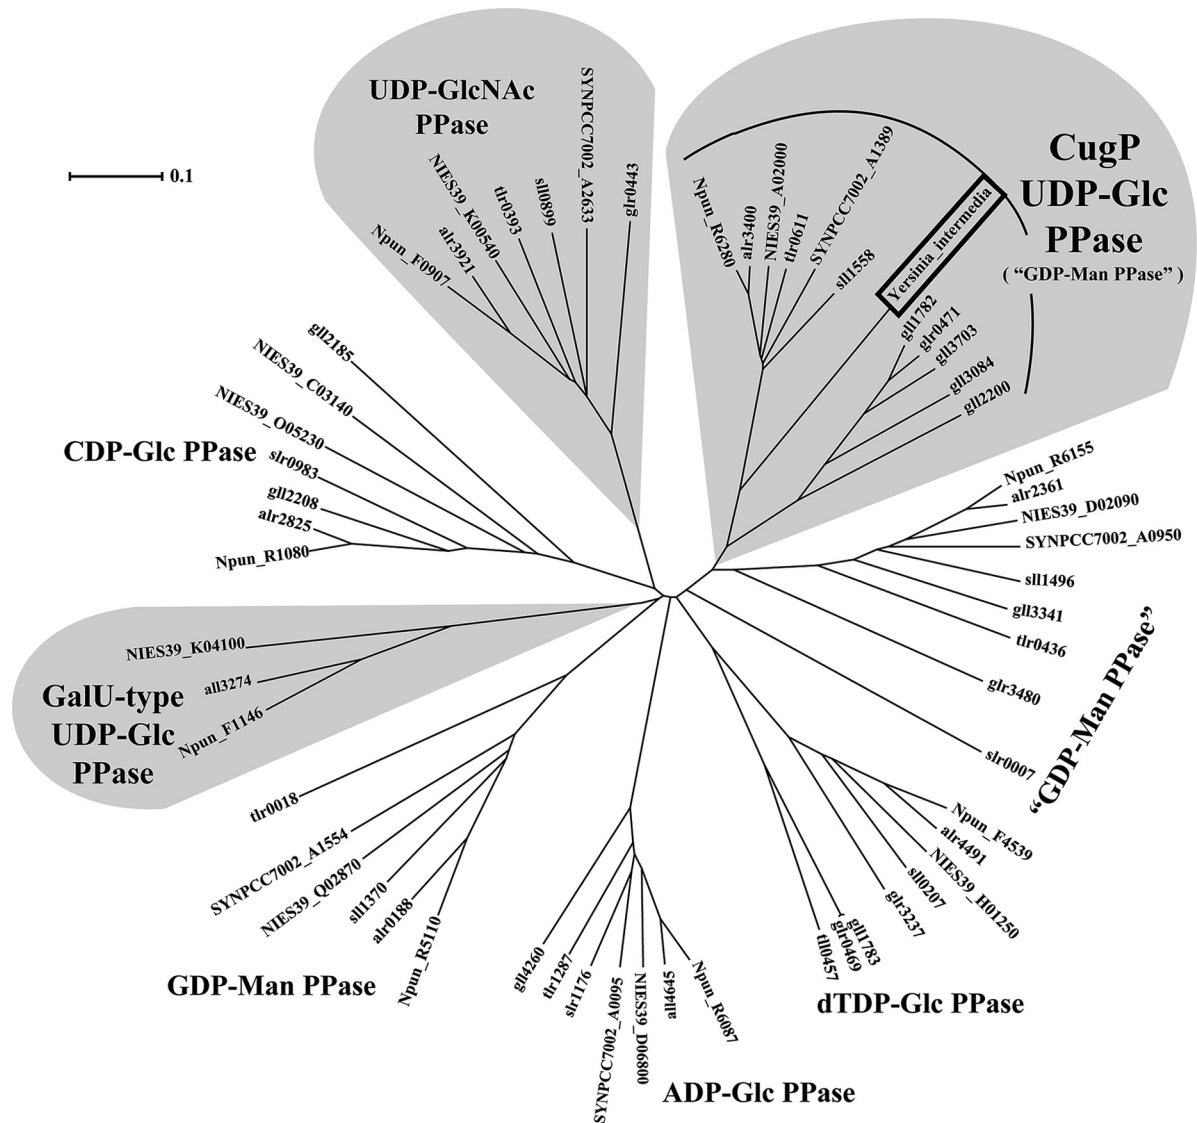 UDP-GlcNAc
PPase
Npun_F0907
alr3921
NIES39_K00540
tlr0393
sll0899
SYNPCC7002_A2633
glr0443
0.1
CugP
UDP-Glc
PPase
( “GDP-Man PPase” )
Npun_R6280
alr3400
NIES39_A02000
tlr0611
SYNPCC7002_A1389
sll1558
Yersinia_intermedia
gll1782
glr0471
gll3703
gll3084
gll2200
CDP-Glc PPase
gll2185
NIES39_C03140
NIES39_O05230
slr0983
gll2208
alr2825
Npun_R1080
“GDP-Man PPase”
Npun_R6155
alr2361
NIES39_D02090
SYNPCC7002_A0950
sll1496
gll3341
tlr0436
glr3480
slr0007
GalU-type
UDP-Glc
PPase
NIES39_K04100
all3274
Npun_F1146
GDP-Man PPase
tlr0018
SYNPCC7002_A1554
NIES39_Q02870
sll1370
alr0188
Npun_R5110
ADP-Glc PPase
gll4260
tlr1287
slr1176
SYNPCC7002_A0095
NIES39_D06800
all4645
Npun_R6087
dTDP-Glc PPase
tll0457
glr0469
gll1783
glr3237
sll0207
NIES39_H01250
alr4491
Npun_F4539